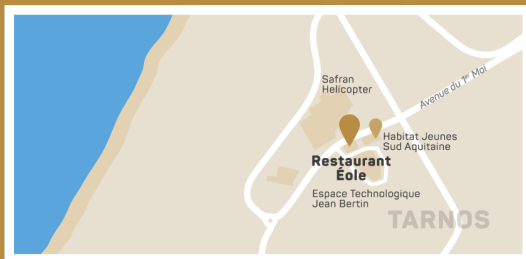 Safran
Helicopter
Avenue du 1er Mai
Habitat Jeunes
Sud Aquitaine
Restaurant
Éole
Espace Technologique
Jean Bertin
TARNOS